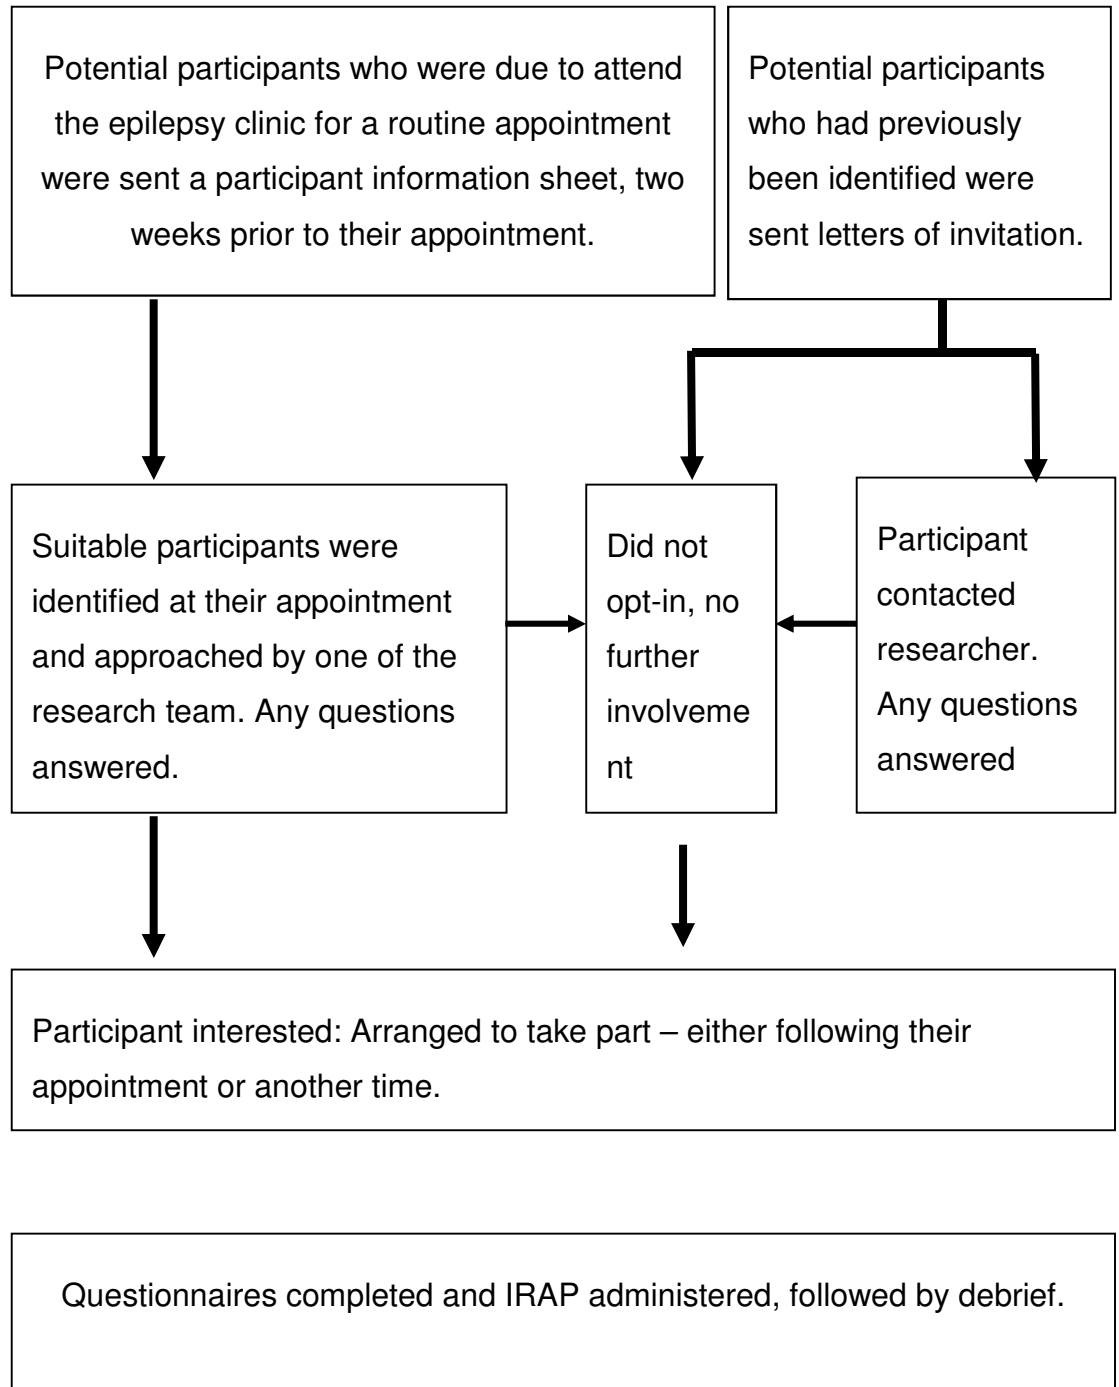 Potential participants who were due to attend
the epilepsy clinic for a routine appointment
were sent a participant information sheet, two
weeks prior to their appointment.
Potential participants
who had previously
been identified were
sent letters of invitation.
Suitable participants were
identified at their appointment
and approached by one of the
research team. Any questions
answered.
Did not
opt-in, no
further
involveme
nt
Participant
contacted
researcher.
Any questions
answered
Participant interested: Arranged to take part – either following their
appointment or another time.
Questionnaires completed and IRAP administered, followed by debrief.